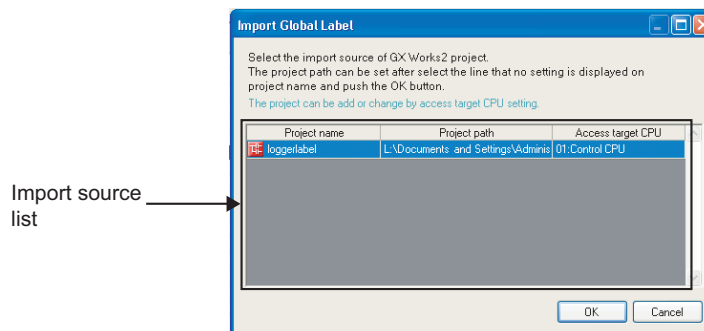 Import Global Label
Select the import source of GX Works2 project.
The project path can be set after select the line that no setting is displayed on
project name and push the OK button.
The project can be add or change by access target CPU setting.
Project name Project path Access target CPU
loggerlabel L:\Documents and Settings\Adminis 01:Control CPU
Import source
list
OK Cancel